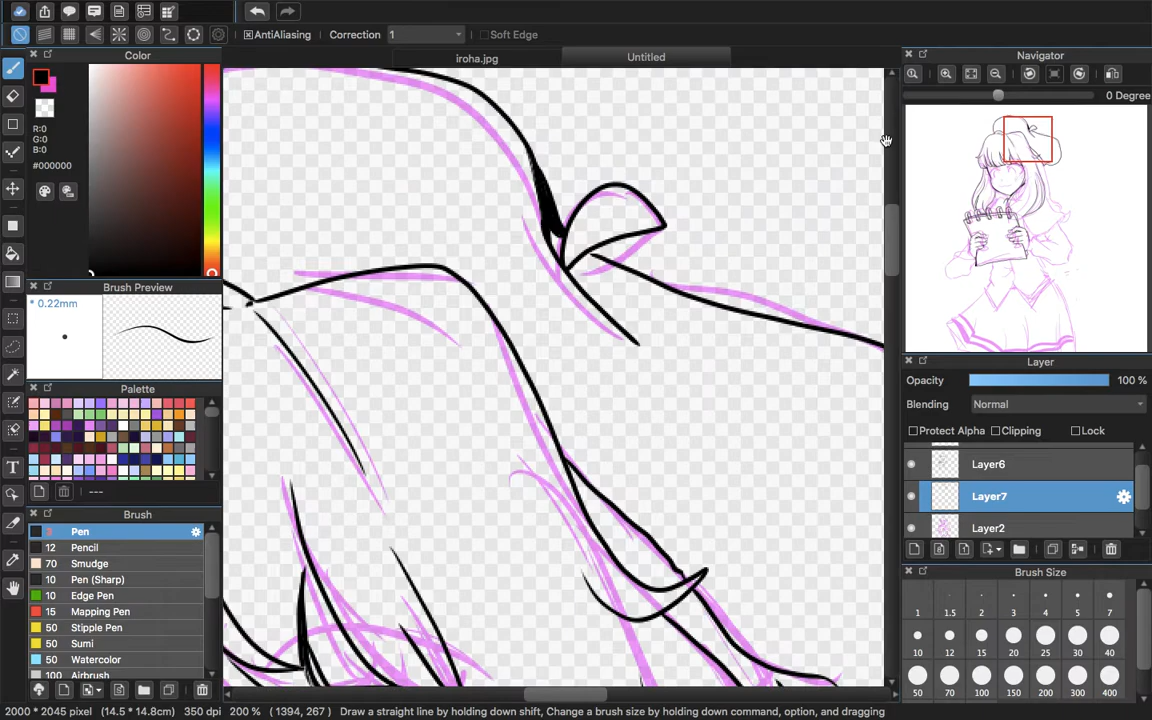 AntiAliasing Correction 1 Soft Edge
Color
iroha.jpg
Untitled
Navigator
0 Degree
R:0
G:0
B:0
#000000
Brush Preview
* 0.22mm
Palette
---
Brush
Pen
12 Pencil
70 Smudge
10 Pen (Sharp)
10 Edge Pen
15 Mapping Pen
50 Stipple Pen
50 Sumi
50 Watercolor
100 Airbrush
Layer
Opacity 100 %
Blending Normal
Protect Alpha Clipping Lock
Layer6
Layer7
Layer2
Brush Size
1 1.5 2 3 4 5 7
10 12 15 20 25 30 40
50 70 100 150 200 300 400
2000 * 2045 pixel (14.5 * 14.8cm) 350 dpi 200 % ( 1394, 267 ) Draw a straight line by holding down shift, Change a brush size by holding down command, option, and dragging